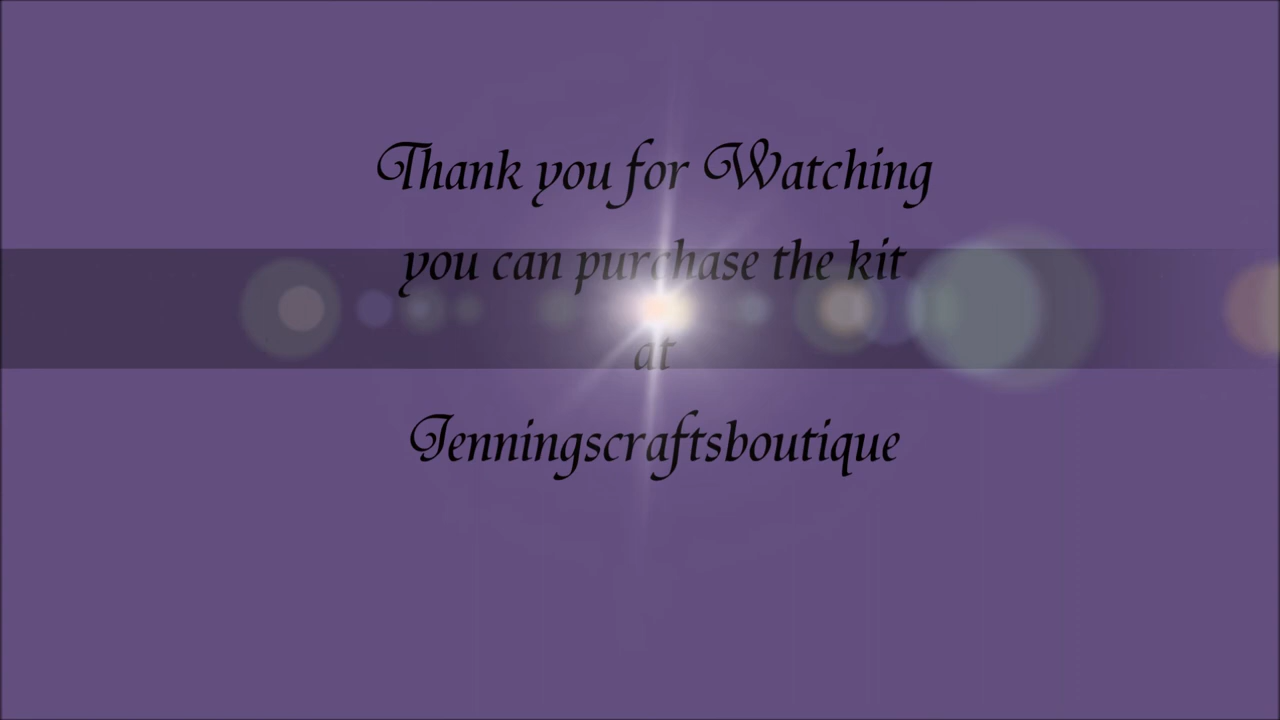 Thank you for Watching
you can purchase the kit
at
Jenningscraftsboutique